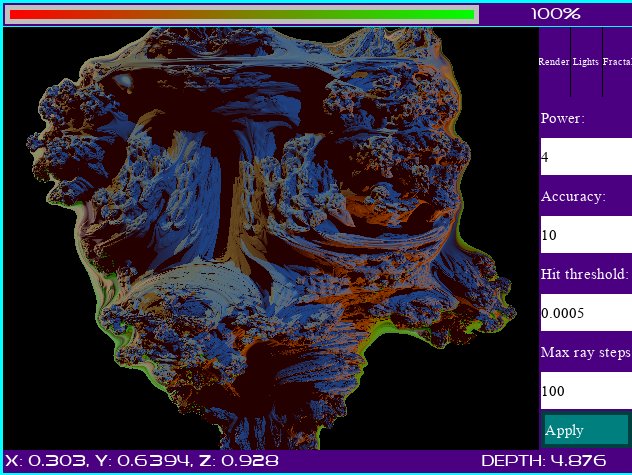 100%
Render Lights Fractal
Power:
4
Accuracy:
10
Hit threshold:
0.0005
Max ray steps
100
Apply
X: 0.303, Y: 0.6394, Z: 0.928
DEPTH: 4.876